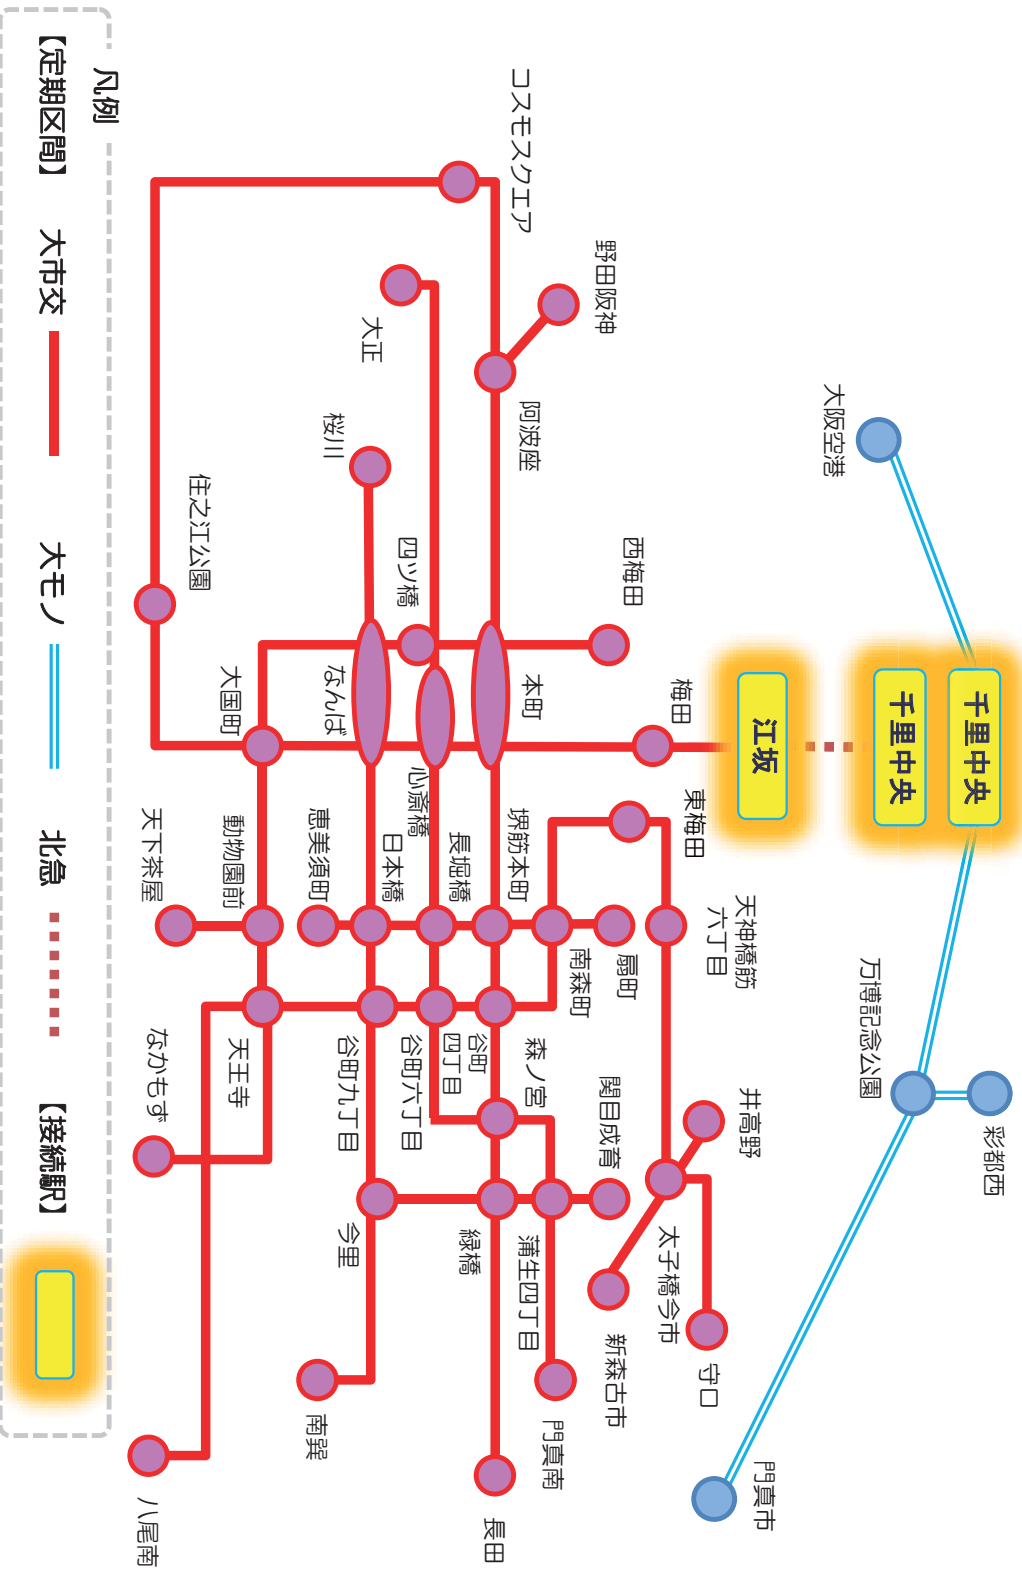 凡例
【定期区間】
大市交
大モノ
北急
【接続駅】
大阪空港
千里中央
千里中央
万博記念公園
彩都西
門真市
江坂
コスモスクエア
野田阪神
大正
阿波座
桜川
住之江公園
四ツ橋
西梅田
大国町
なんば
本町
梅田
心斎橋
東梅田
天下茶屋
動物園前
恵美須町
日本橋
長堀橋
堺筋本町
南森町
扇町
天神橋筋
六丁目
なかもず
天王寺
谷町九丁目
谷町六丁目
谷町
四丁目
森ノ宮
関目成育
井高野
今里
緑橋
蒲生四丁目
太子橋今市
新森古市
守口
南巽
門真南
長田
八尾南